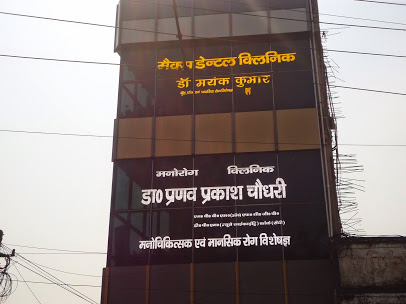 मैक्स डेन्टल क्लिनिक
डॉ मयंक कुमार
मनोरोग क्लिनिक
डा0 प्रणव प्रकाश चौधरी
मनोचिकित्सक एवं मानसिक रोग विशेषज्ञ